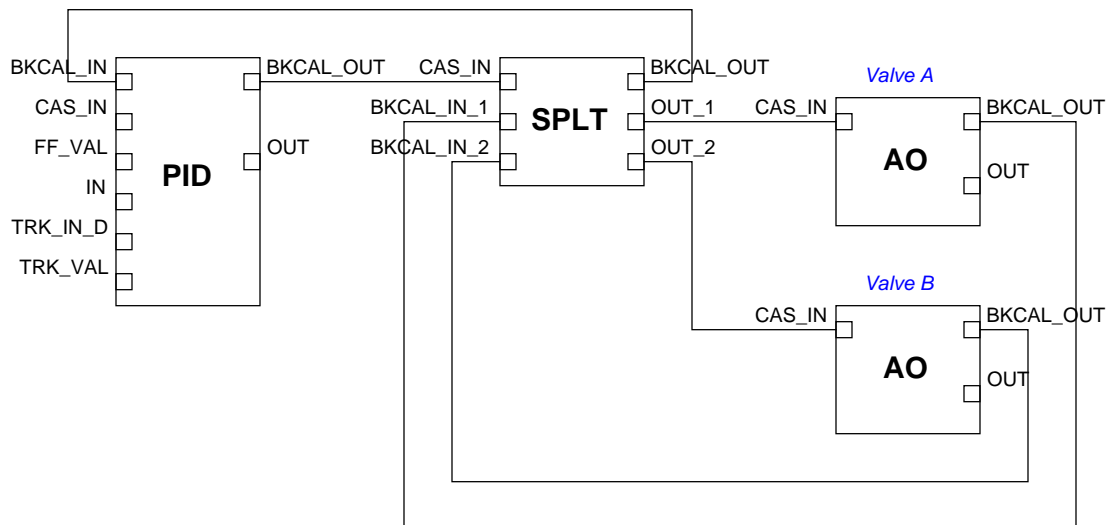 BKCAL_IN
CAS_IN
FF_VAL
IN
TRK_IN_D
TRK_VAL
PID
BKCAL_OUT
OUT
CAS_IN
BKCAL_IN_1
BKCAL_IN_2
SPLT
BKCAL_OUT
OUT_1
OUT_2
Valve A
CAS_IN
AO
BKCAL_OUT
OUT
Valve B
CAS_IN
AO
BKCAL_OUT
OUT